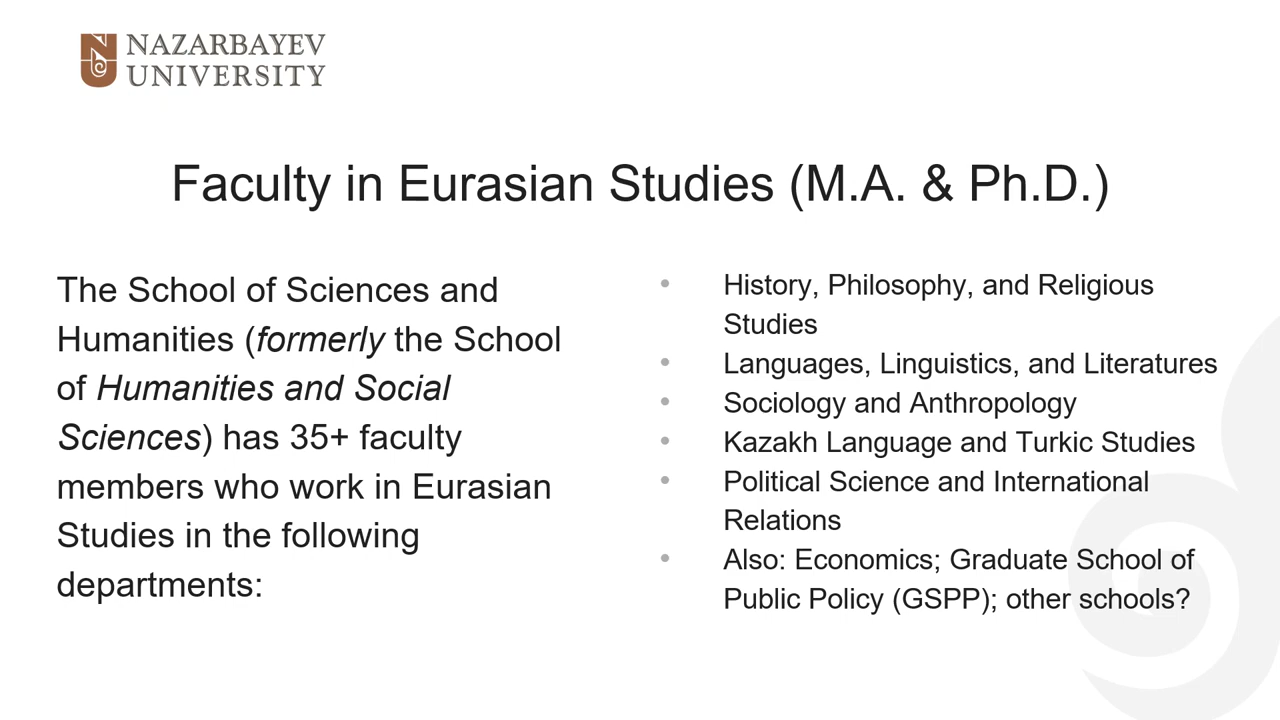 NAZARBAYEV
UNIVERSITY
Faculty in Eurasian Studies (M.A. & Ph.D.)
The School of Sciences and
Humanities (formerly the School
of Humanities and Social
Sciences) has 35+ faculty
members who work in Eurasian
Studies in the following
departments:
• History, Philosophy, and Religious
Studies
• Languages, Linguistics, and Literatures
• Sociology and Anthropology
• Kazakh Language and Turkic Studies
• Political Science and International
Relations
• Also: Economics; Graduate School of
Public Policy (GSPP); other schools?